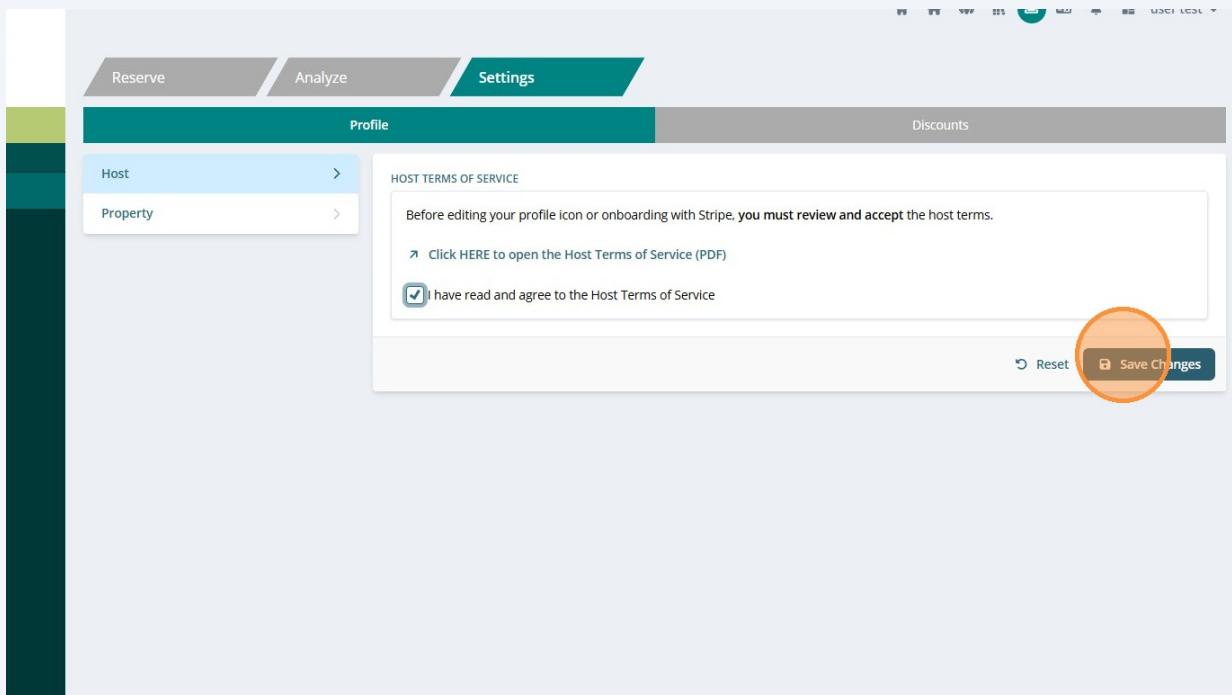 user test
Reserve
Analyze
Settings
Profile
Discounts
Host
Property
HOST TERMS OF SERVICE
Before editing your profile icon or onboarding with Stripe, you must review and accept the host terms.
Click HERE to open the Host Terms of Service (PDF)
I have read and agree to the Host Terms of Service
Reset
Save Changes